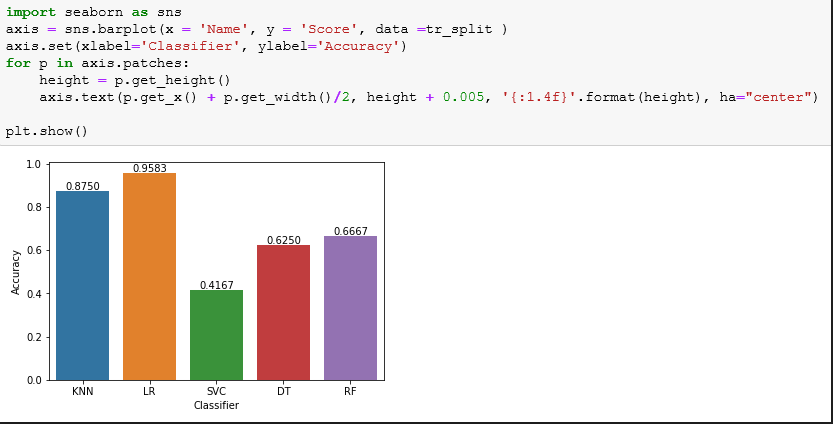 import seaborn as sns
axis = sns.barplot(x = 'Name', y = 'Score', data =tr_split )
axis.set(xlabel='Classifier', ylabel='Accuracy')
for p in axis.patches:
    height = p.get_height()
    axis.text(p.get_x() + p.get_width()/2, height + 0.005, '{:1.4f}'.format(height), ha="center")

plt.show()
1.0
0.8
0.6
0.4
0.2
0.0
Accuracy
0.8750
0.9583
0.4167
0.6250
0.6667
KNN LR SVC DT RF
Classifier